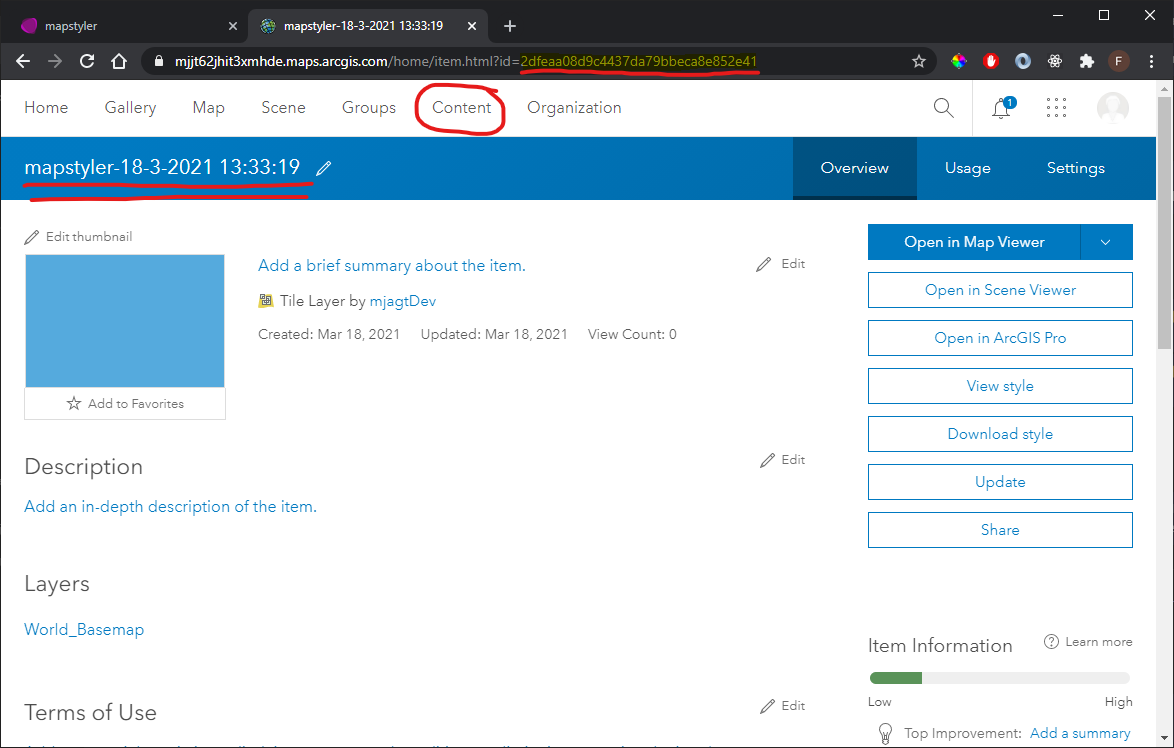 mapstyler
mapstyler-18-3-2021 13:33:19
mjjt62jhit3xmhde.maps.arcgis.com/home/item.html?id=2dfeaa08d9c4437da79bbeca8e852e41
F
Home Gallery Map Scene Groups Content Organization
1
mapstyler-18-3-2021 13:33:19
Overview Usage Settings
Edit thumbnail
Add to Favorites
Add a brief summary about the item.
Edit
Tile Layer by mjagtDev
Created: Mar 18, 2021 Updated: Mar 18, 2021 View Count: 0
Open in Map Viewer
Open in Scene Viewer
Open in ArcGIS Pro
View style
Download style
Update
Share
Description
Edit
Add an in-depth description of the item.
Layers
World_Basemap
Item Information
Learn more
Low High
Top Improvement: Add a summary
Terms of Use
Edit